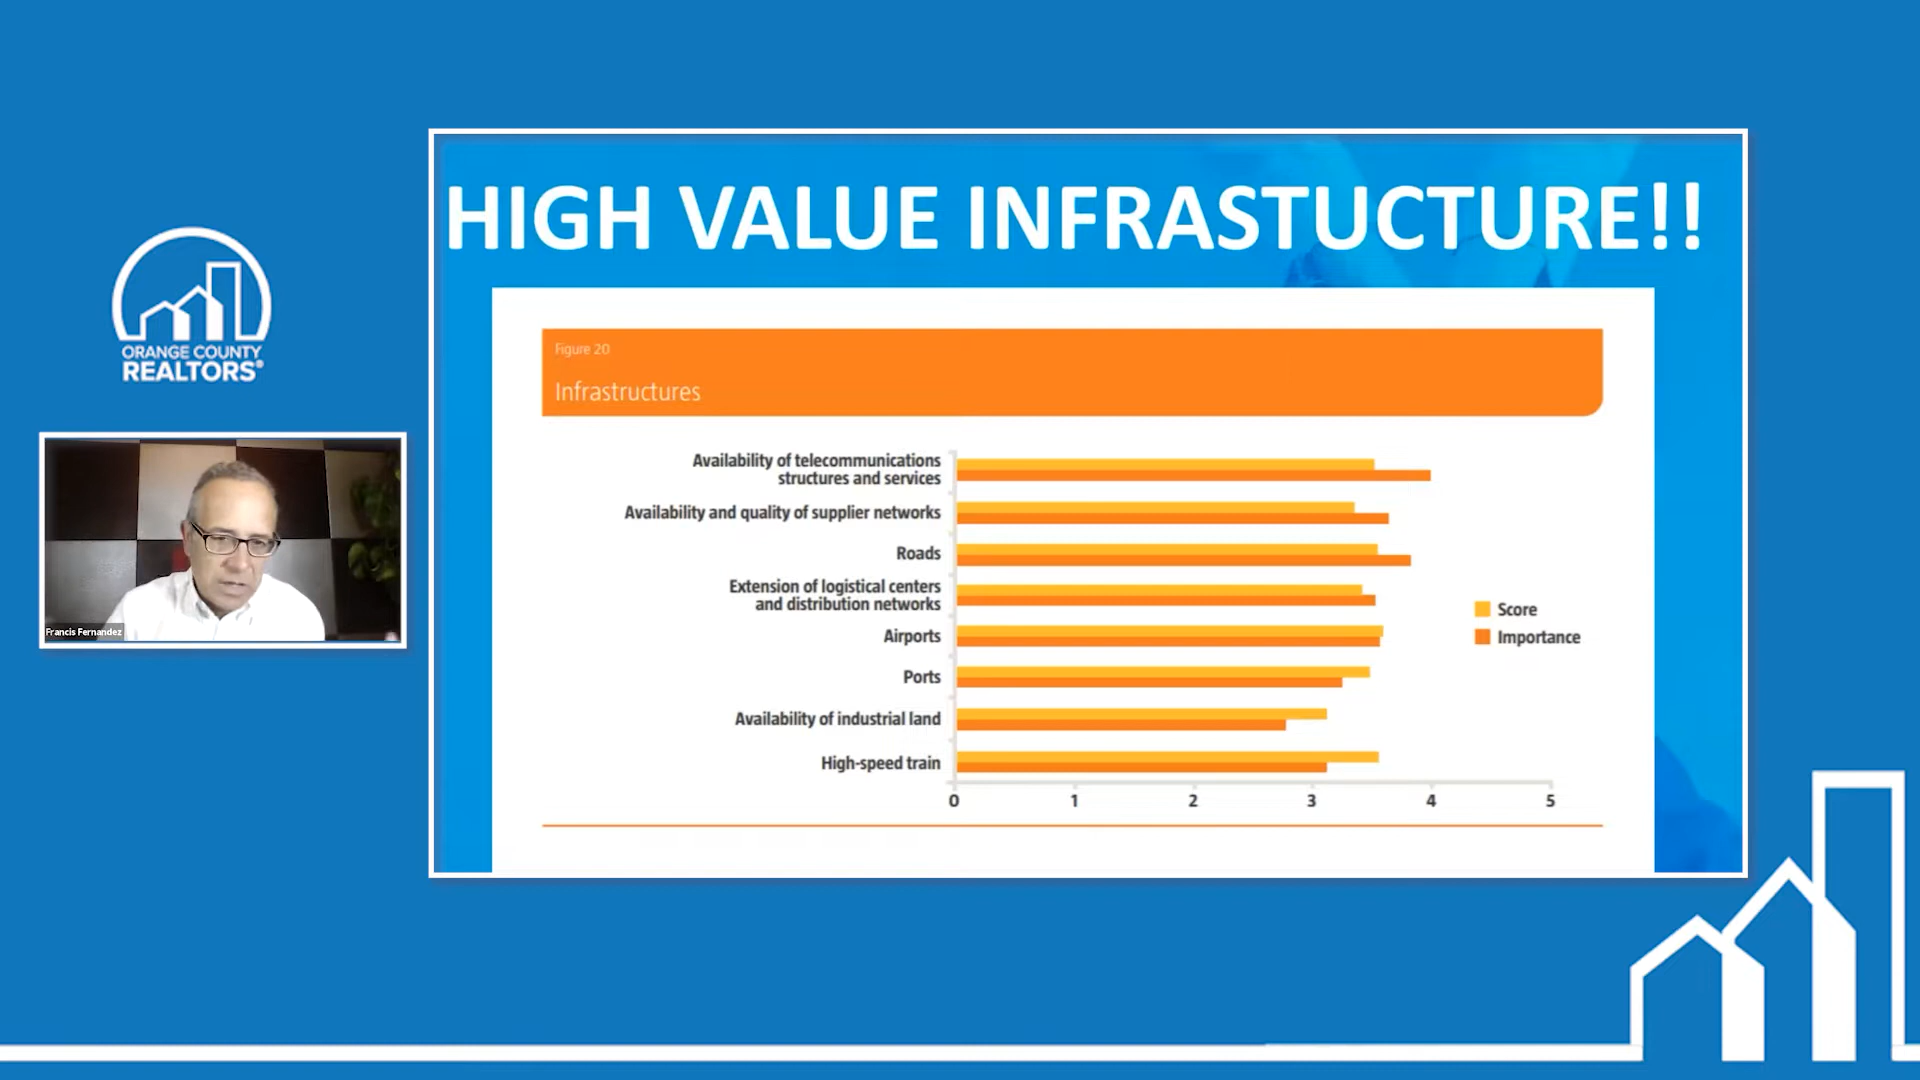 HIGH VALUE INFRASTUCTURE!!
ORANGE COUNTY
REALTORS®
Francis Fernandez
Figure 20
Infrastructures
Availability of telecommunications
structures and services
Availability and quality of supplier networks
Roads
Extension of logistical centers
and distribution networks
Airports
Ports
Availability of industrial land
High-speed train
Score
Importance
0 1 2 3 4 5